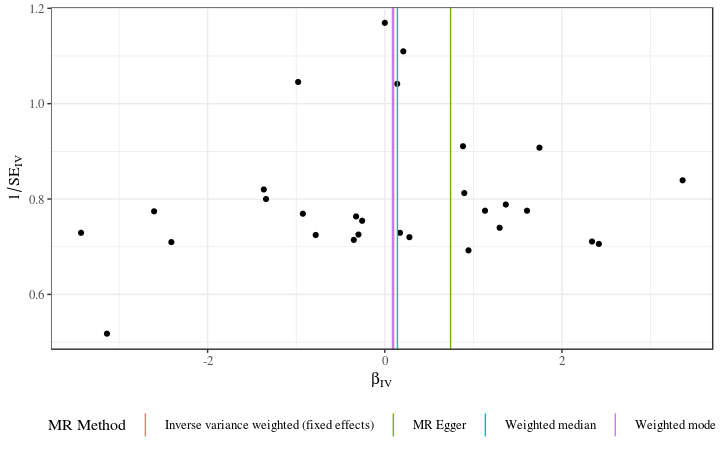 1.2
1.0
0.8
0.6
1/SE_IV
-2
0
2
β_IV
MR Method
Inverse variance weighted (fixed effects)
MR Egger
Weighted median
Weighted mode